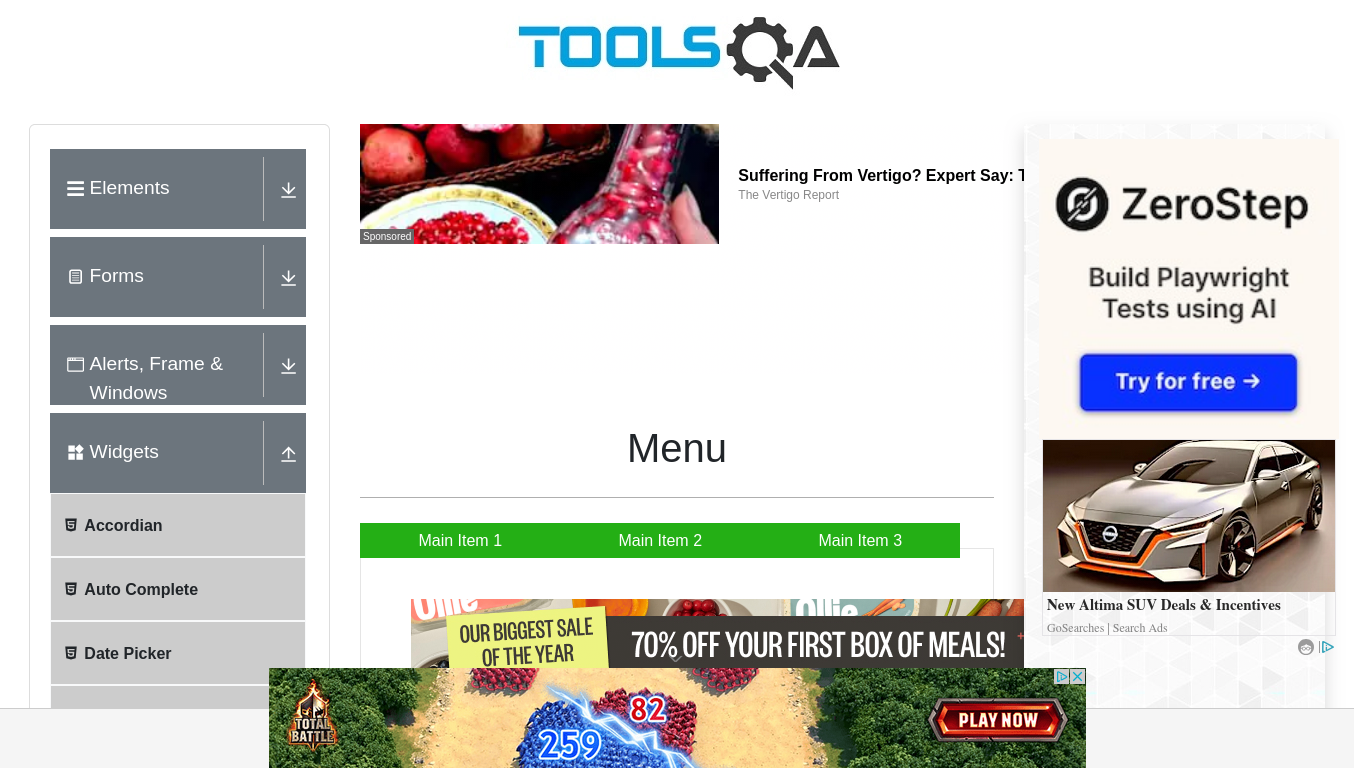 TOOLSQA
Elements
Forms
Alerts, Frame &
Windows
Widgets
Accordian
Auto Complete
Date Picker
Sponsored
Suffering From Vertigo? Expert Say: T
The Vertigo Report
Menu
Main Item 1
Main Item 2
Main Item 3
Ollie
Ollie
OUR BIGGEST SALE
OF THE YEAR
70% OFF YOUR FIRST BOX OF MEALS!
ZeroStep
Build Playwright
Tests using AI
Try for free →
New Altima SUV Deals & Incentives
GoSearches | Search Ads
TOTAL
BATTLE
82
259
PLAY NOW